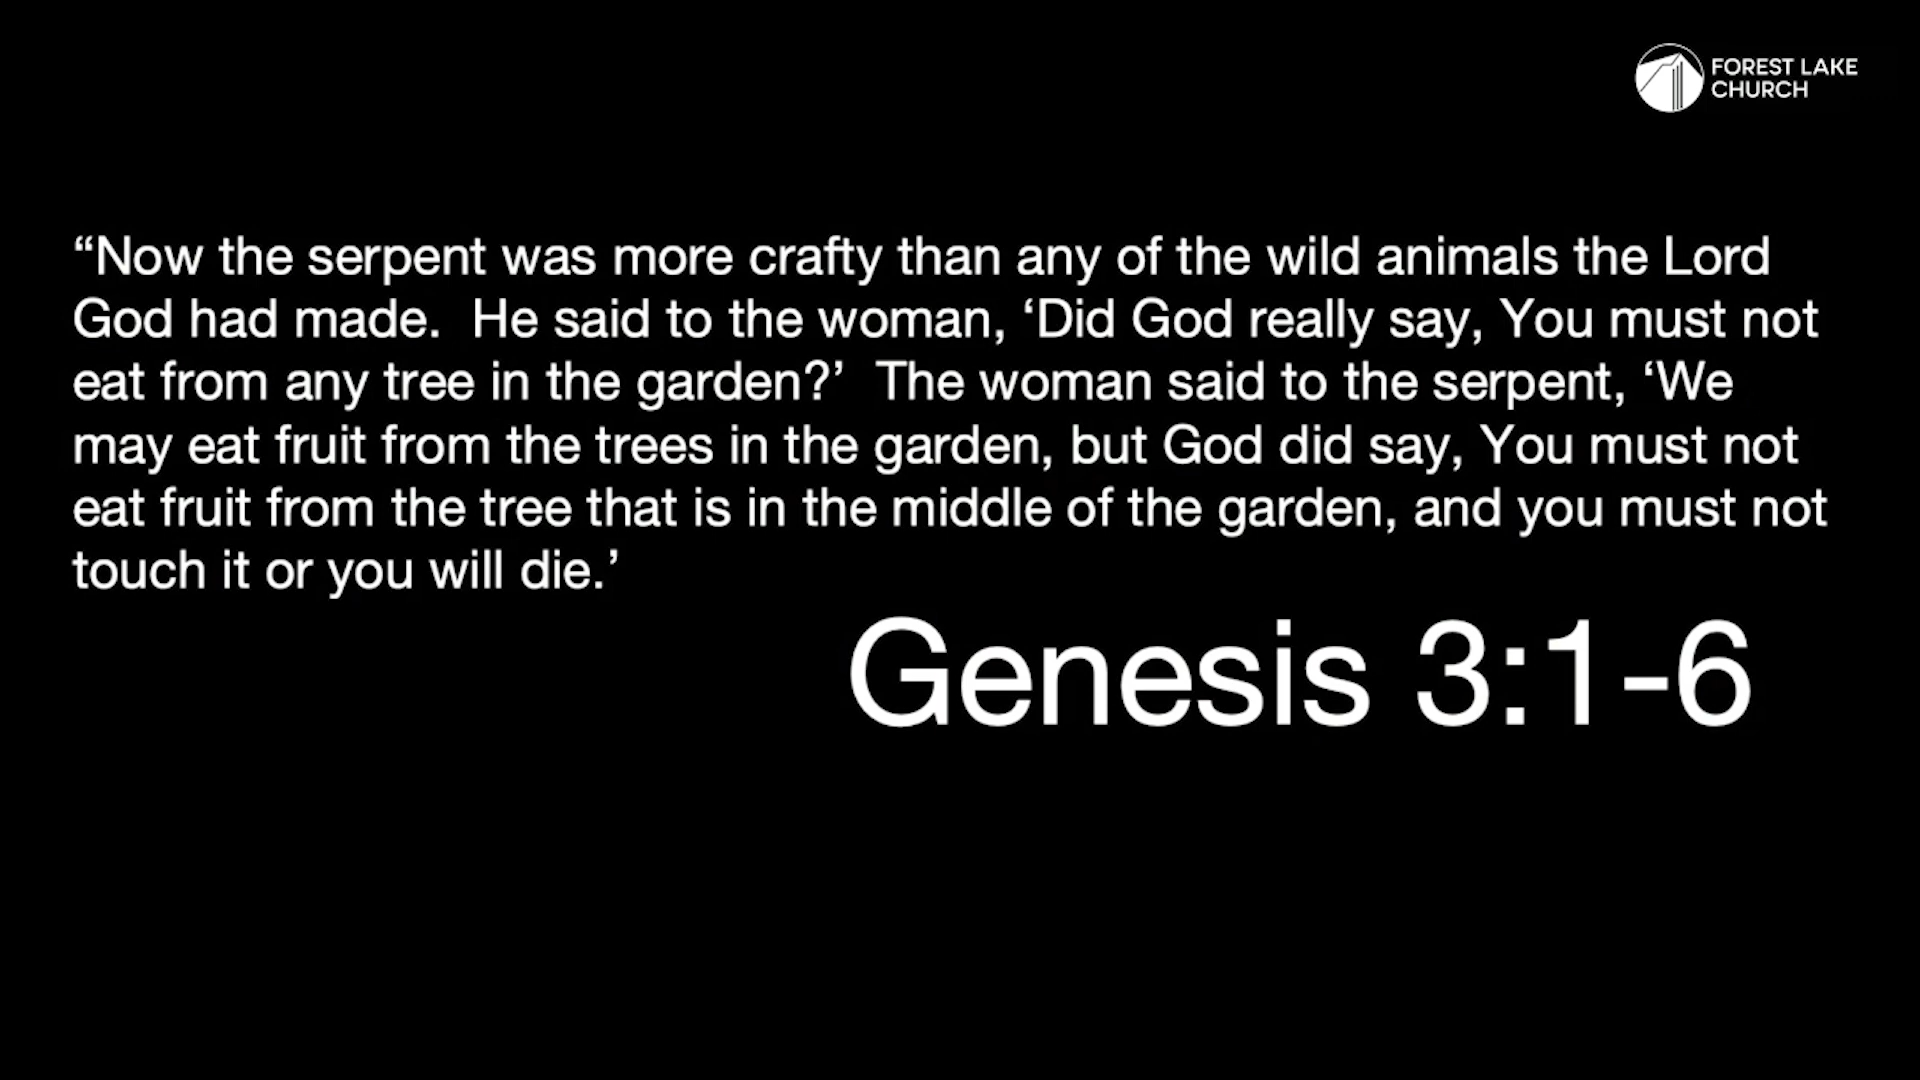 FOREST LAKE
CHURCH
“Now the serpent was more crafty than any of the wild animals the Lord
God had made.  He said to the woman, ‘Did God really say, You must not
eat from any tree in the garden?’  The woman said to the serpent, ‘We
may eat fruit from the trees in the garden, but God did say, You must not
eat fruit from the tree that is in the middle of the garden, and you must not
touch it or you will die.’
Genesis 3:1-6